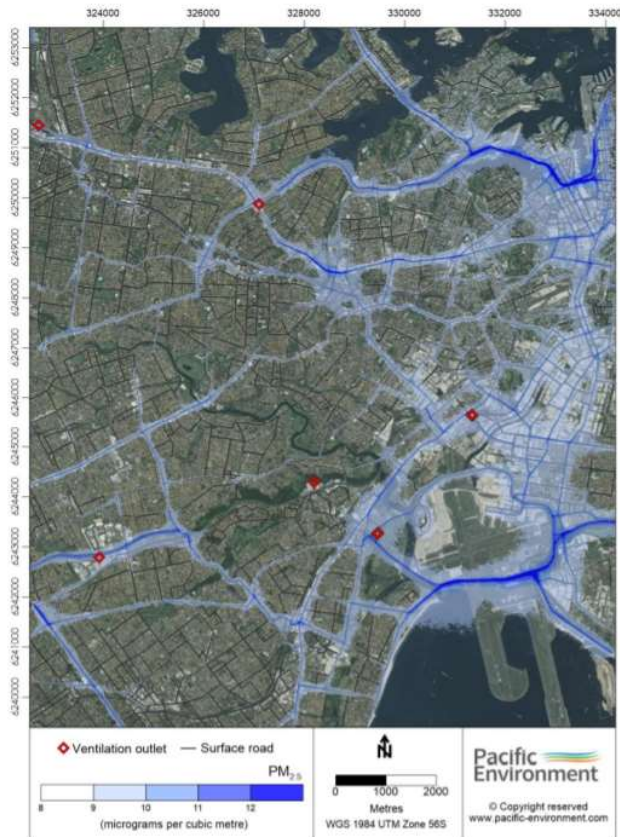 324000 326000 328000 330000 332000 334000
6253000
6252000
6251000
6250000
6249000
6248000
6247000
6246000
6245000
6244000
6243000
6242000
6241000
6240000
Ventilation outlet
Surface road
PM2.5
8 9 10 11 12
(micrograms per cubic metre)
N
0 1000 2000
Metres
WGS 1984 UTM Zone 56S
Pacific
Environment
© Copyright reserved
www.pacific-environment.com